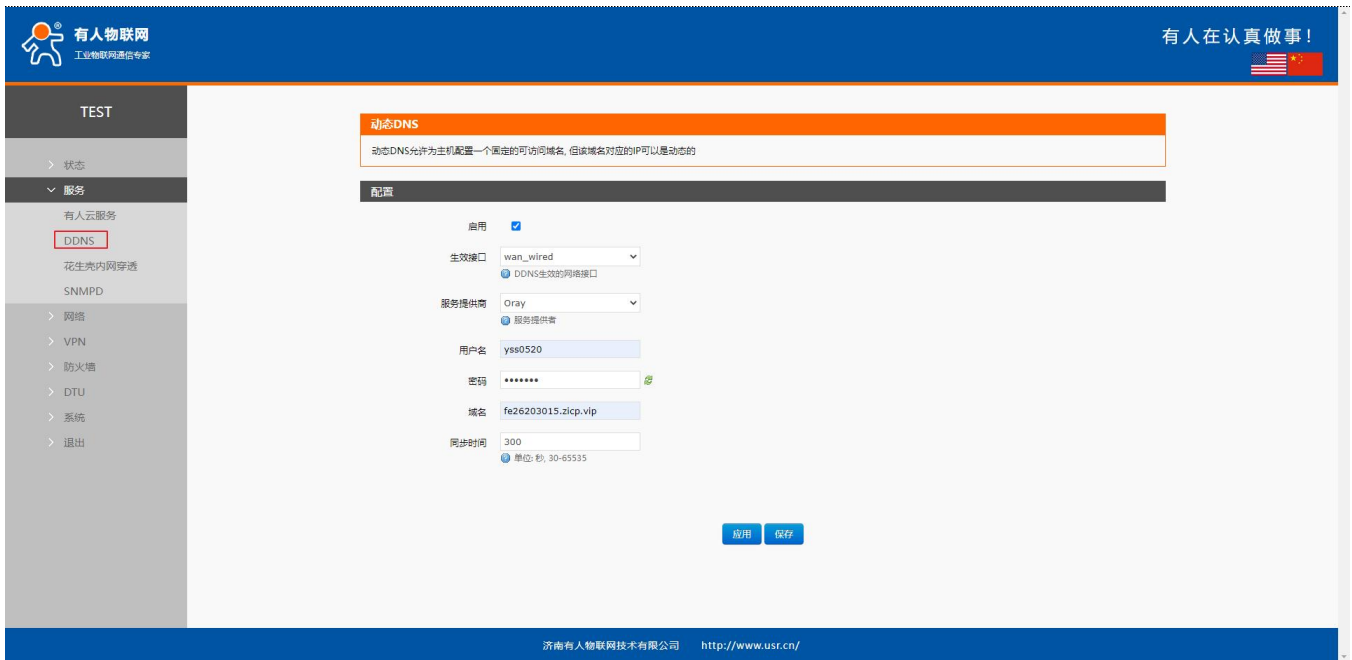 有人物联网
工业物联网通信专家
有人在认真做事!
TEST
状态
服务
有人云服务
DDNS
花生壳内网穿透
SNMPD
网络
VPN
防火墙
DTU
系统
退出
动态DNS
动态DNS允许为主机配置一个固定的可访问域名, 但该域名对应的IP可以是动态的
配置
启用
生效接口 wan_wired
DDNS生效的网络接口
服务提供商 Oray
服务提供者
用户名 yss0520
密码 •••••••
域名 fe26203015.zicp.vip
同步时间 300
单位: 秒, 30-65535
应用 保存
济南有人物联网技术有限公司 http://www.usr.cn/